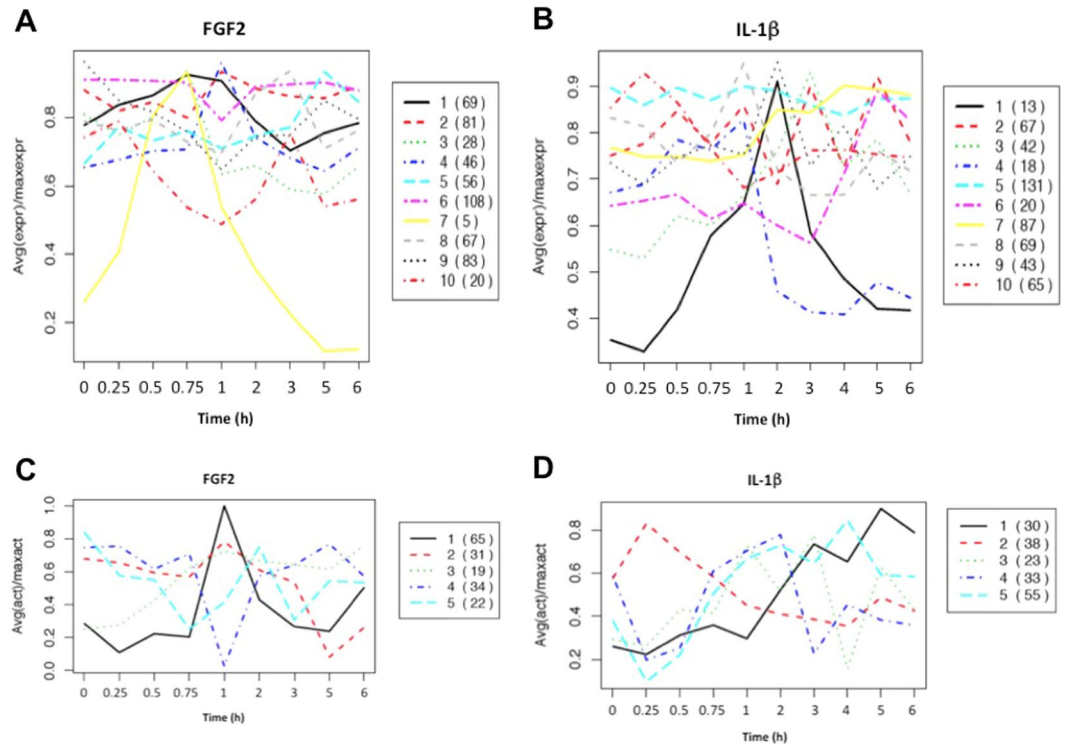 A
FGF2
Avg(expr)/maxexpr
0.8
0.6
0.4
0.2
0 0.25 0.5 0.75 1 2 3 5 6
Time (h)
1 (69)
2 (81)
3 (28)
4 (46)
5 (56)
6 (108)
7 (5)
8 (67)
9 (83)
10 (20)
B
IL-1β
Avg(expr)/maxexpr
0.9
0.8
0.7
0.6
0.5
0.4
0 0.25 0.5 0.75 1 2 3 4 5 6
Time (h)
1 (13)
2 (67)
3 (42)
4 (18)
5 (131)
6 (20)
7 (87)
8 (69)
9 (43)
10 (65)
C
FGF2
Avg(act)/maxact
1.0
0.8
0.6
0.4
0.2
0.0
0 0.25 0.5 0.75 1 2 3 5 6
Time (h)
1 (65)
2 (31)
3 (19)
4 (34)
5 (22)
D
IL-1β
Avg(act)/maxact
0.8
0.6
0.4
0.2
0 0.25 0.5 0.75 1 2 3 4 5 6
Time (h)
1 (30)
2 (38)
3 (23)
4 (33)
5 (55)